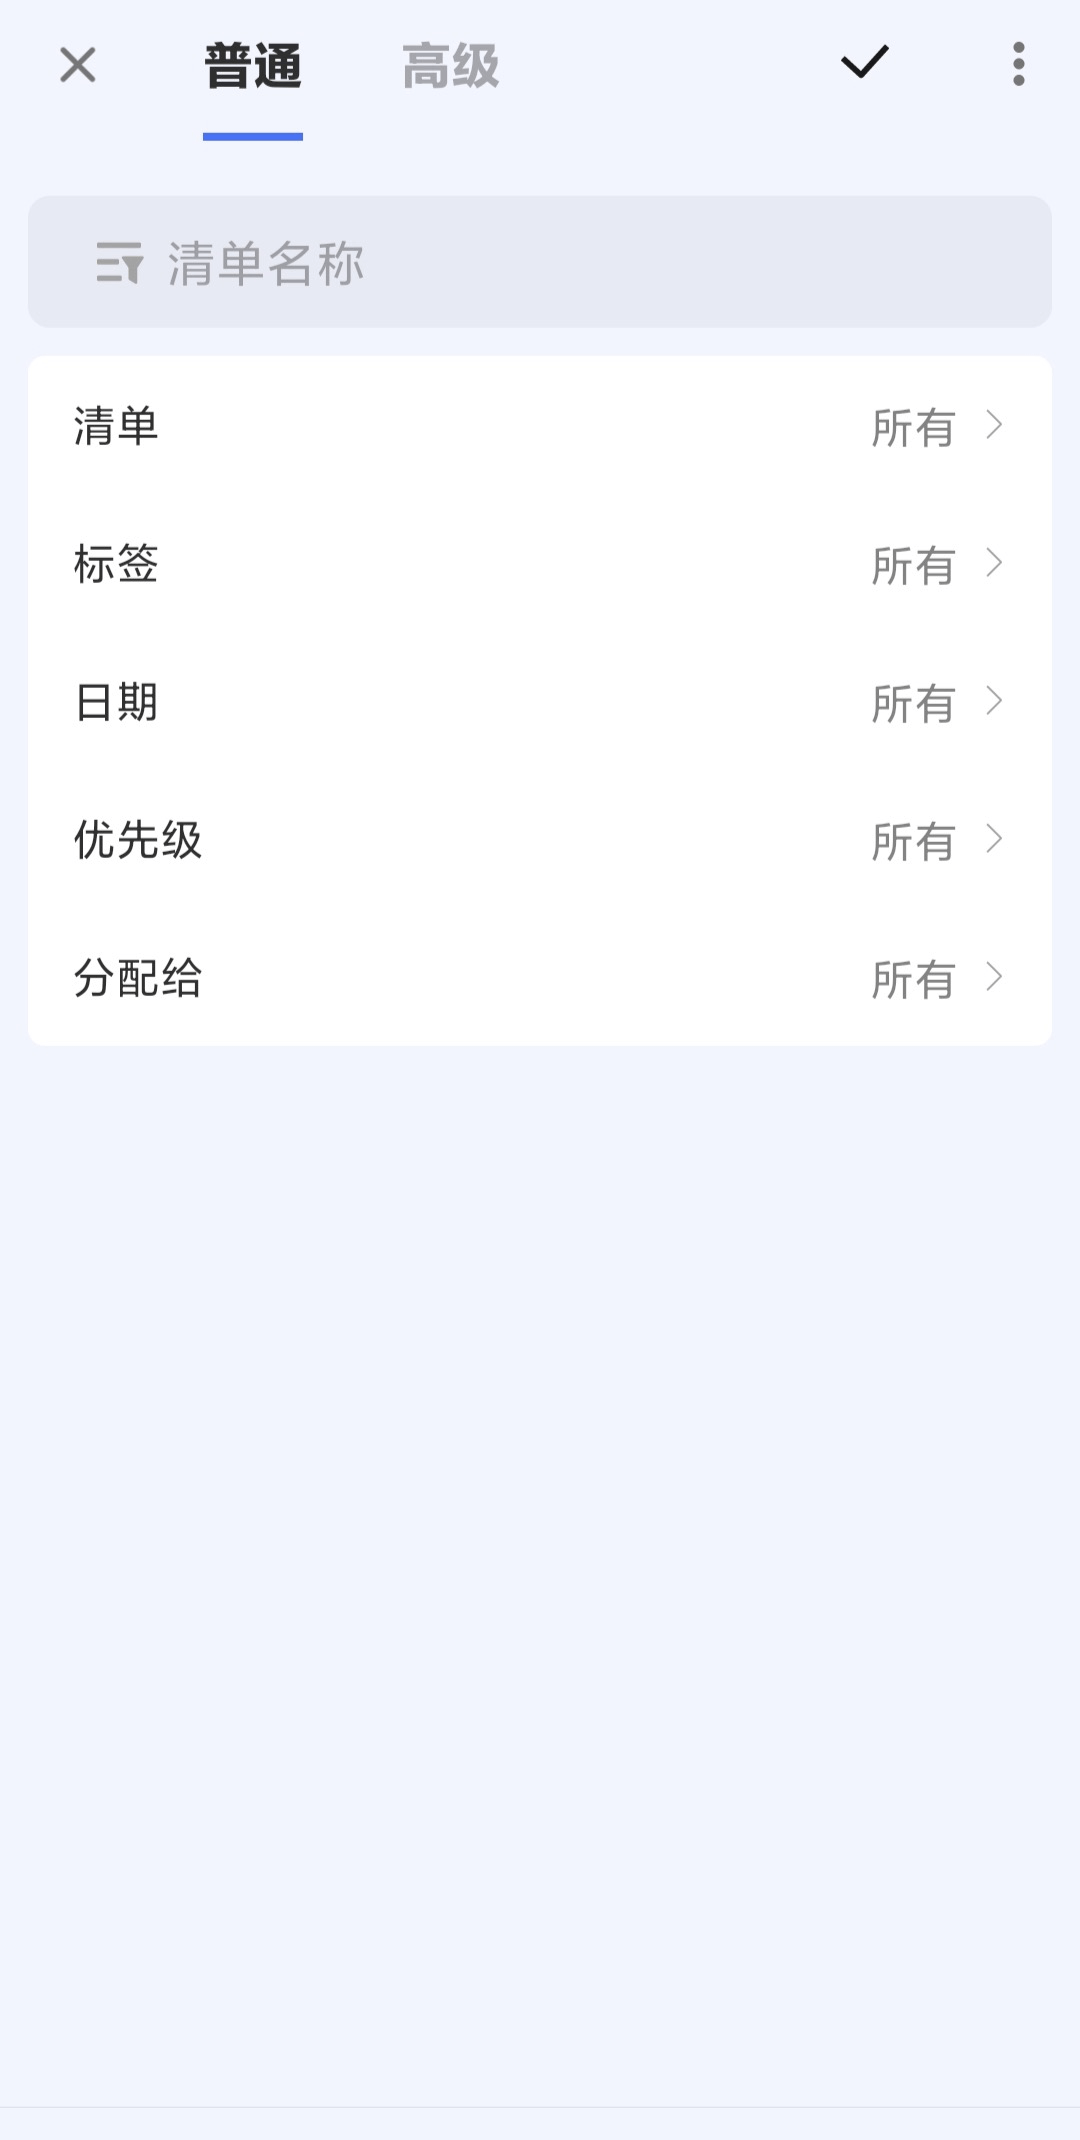 普通 高级
清单名称
清单 所有
标签 所有
日期 所有
优先级 所有
分配给 所有